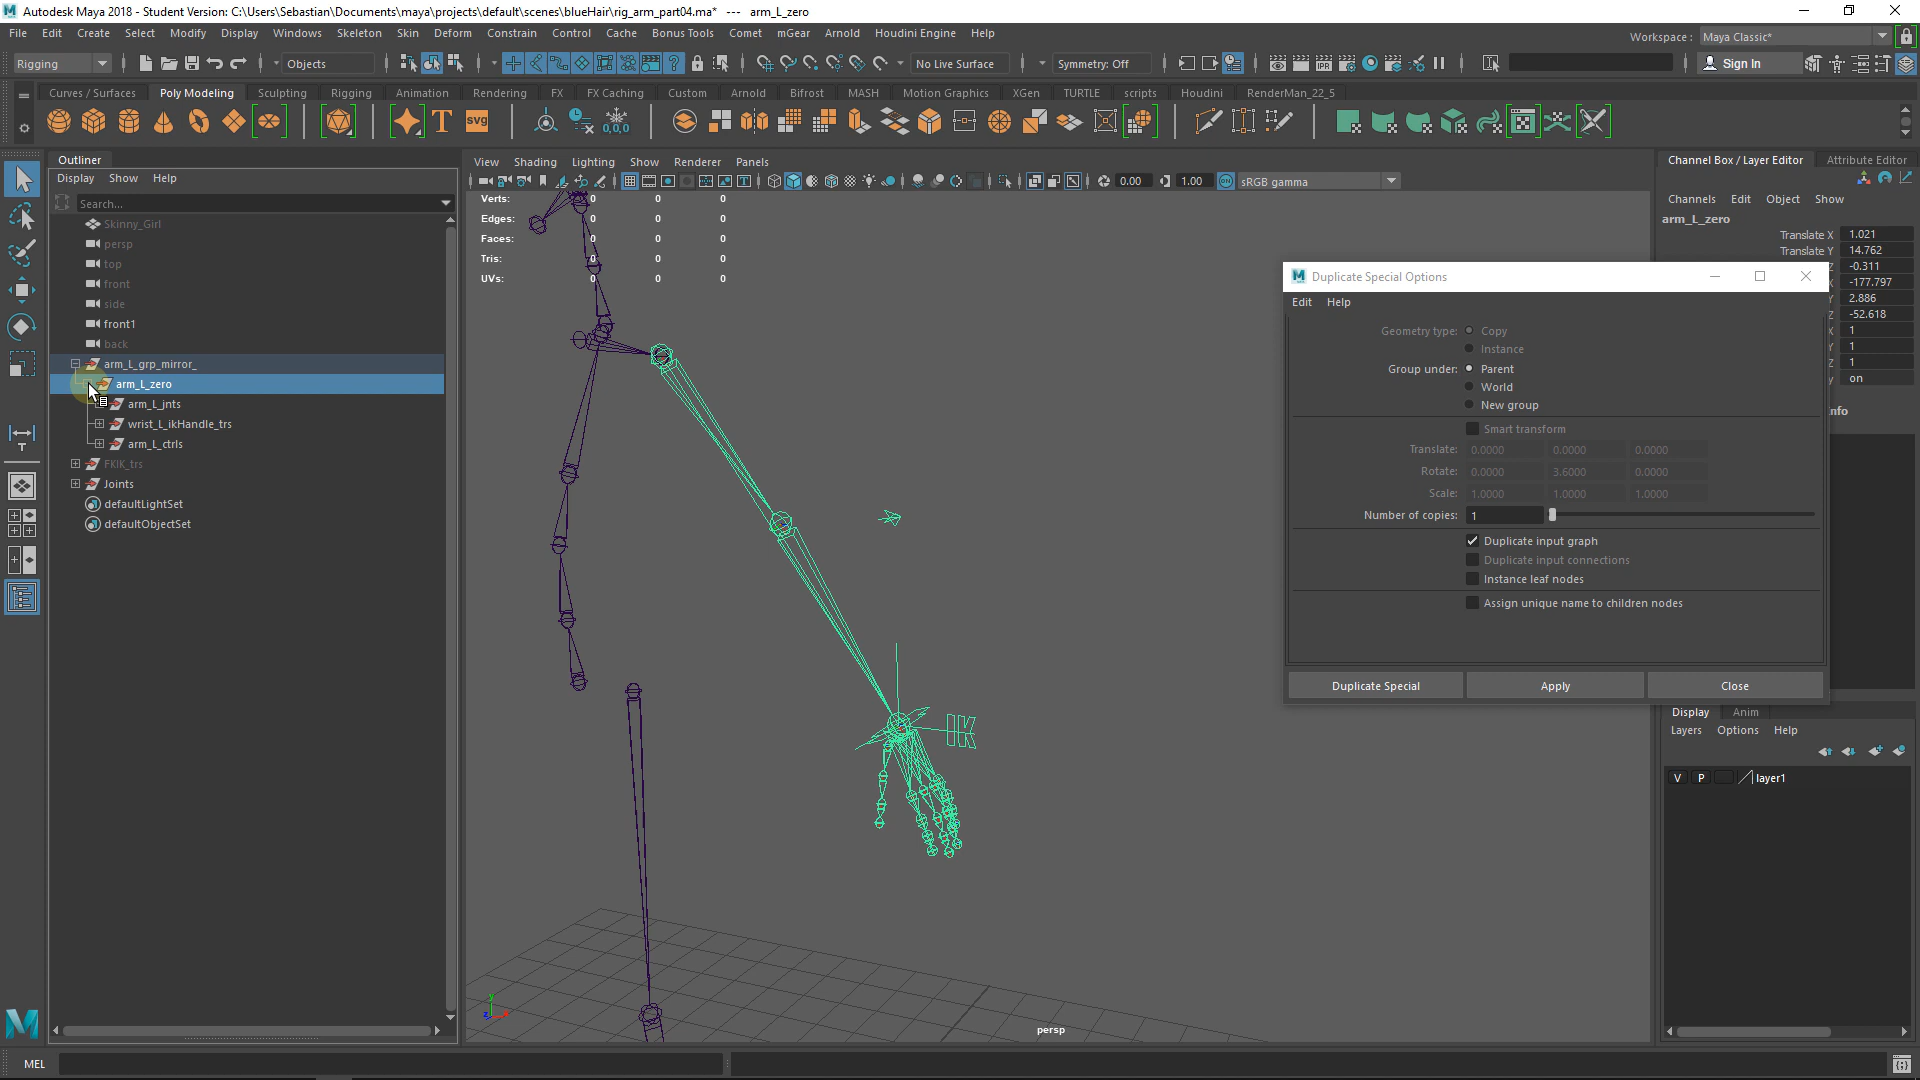 Autodesk Maya 2018 - Student Version: C:\Users\Sebastian\Documents\maya\projects\default\scenes\blueHair\rig_arm_part04.ma* --- arm_L_zero
File Edit Create Select Modify Display Windows Skeleton Skin Deform Constrain Control Cache Bonus Tools Comet mGear Arnold Houdini Engine Help
Workspace : Maya Classic*
Rigging Objects No Live Surface Symmetry: Off Sign In
Curves / Surfaces Poly Modeling Sculpting Rigging Animation Rendering FX FX Caching Custom Arnold Bifrost MASH Motion Graphics XGen TURTLE scripts Houdini RenderMan_22_5
T SVG 0,0,0
Outliner
Display Show Help
Search...
Skinny_Girl
persp
top
front
side
front1
back
arm_L_grp_mirror_
arm_L_zero
arm_L_jnts
wrist_L_ikHandle_trs
arm_L_ctrls
FKIK_trs
Joints
defaultLightSet
defaultObjectSet
View Shading Lighting Show Renderer Panels
0.00 1.00 sRGB gamma
Verts: 0 0 0
Edges: 0 0 0
Faces: 0 0 0
Tris: 0 0 0
UVs: 0 0 0
IK
persp
Duplicate Special Options
Edit Help
Geometry type: Copy
Instance
Group under: Parent
World
New group
Smart transform
Translate: 0.0000 0.0000 0.0000
Rotate: 0.0000 3.6000 0.0000
Scale: 1.0000 1.0000 1.0000
Number of copies: 1
Duplicate input graph
Duplicate input connections
Instance leaf nodes
Assign unique name to children nodes
Duplicate Special Apply Close
Channel Box / Layer Editor Attribute Editor
Channels Edit Object Show
arm_L_zero
Translate X 1.021
Translate Y 14.762
-0.311
-177.797
2.886
-52.618
1
1
1
on
Display Anim
Layers Options Help
V P layer1
MEL